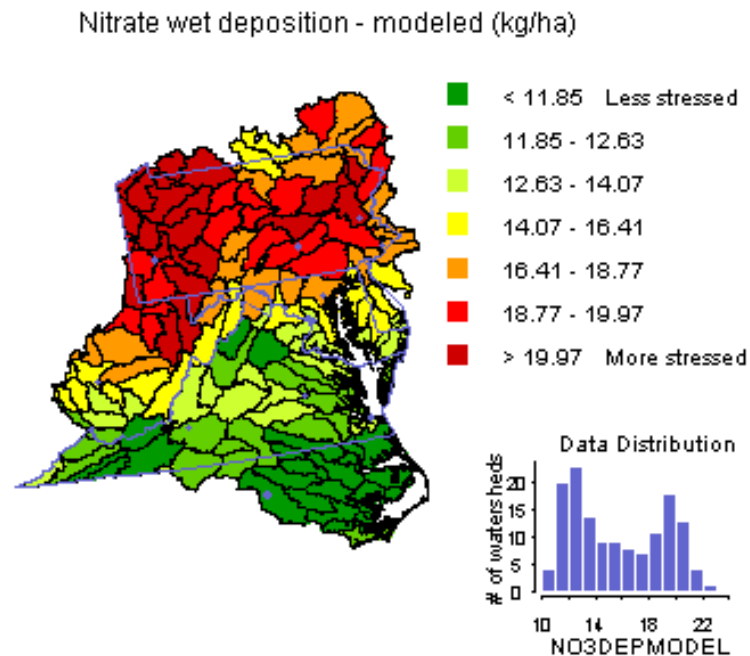 Nitrate wet deposition - modeled (kg/ha)
< 11.85 Less stressed
11.85 - 12.63
12.63 - 14.07
14.07 - 16.41
16.41 - 18.77
18.77 - 19.97
> 19.97 More stressed
Data Distribution
# of watersheds
20
15
10
5
0
10 14 18 22
NO3DEPMODEL